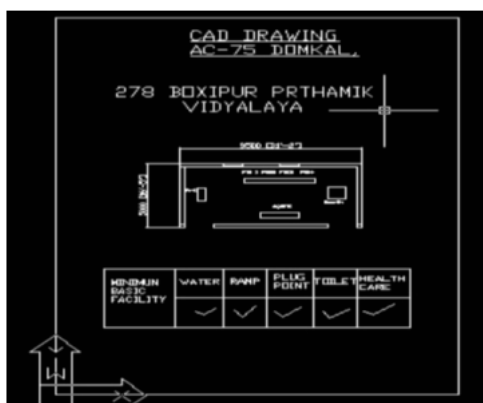 CAD DRAWING
AC-75 DOMKAL,
278 BOXIPUR PRTHAMIK
VIDYALAYA
MINIMUN BASIC FACILITY WATER RAMP PLUG POINT TOILET HEALTH CARE
W
X